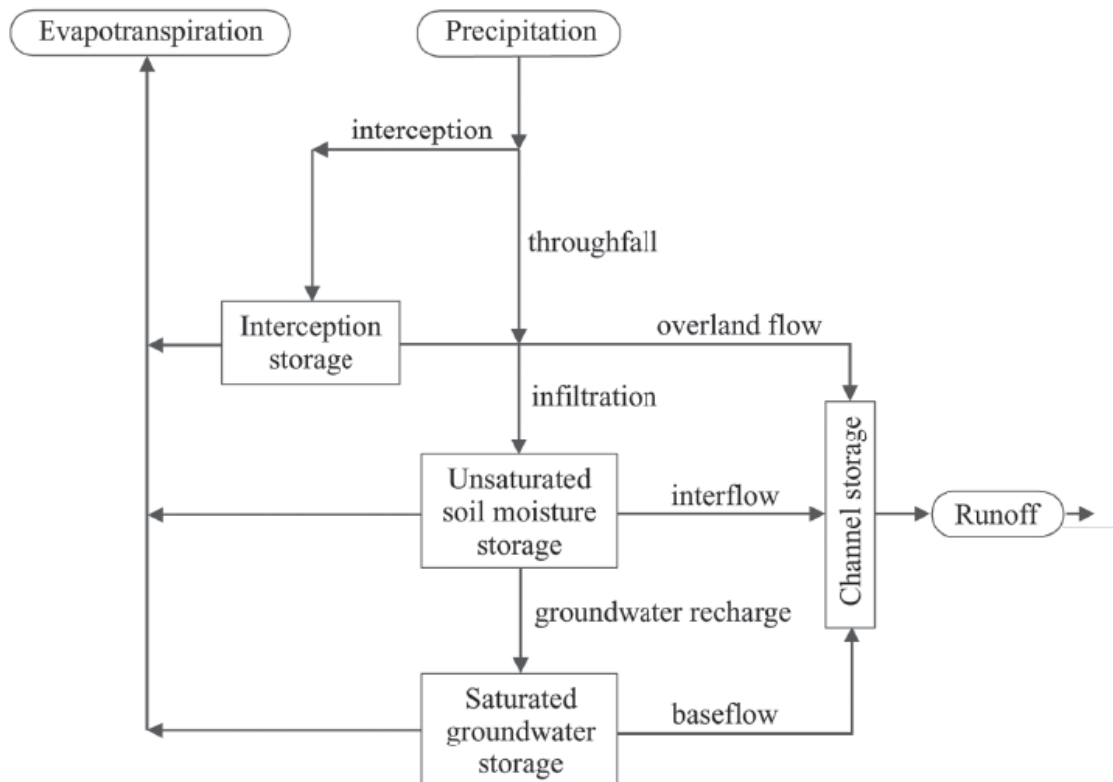 Evapotranspiration
Precipitation
interception
throughfall
Interception
storage
overland flow
infiltration
Channel storage
Unsaturated
soil moisture
storage
interflow
Runoff
groundwater recharge
Saturated
groundwater
storage
baseflow